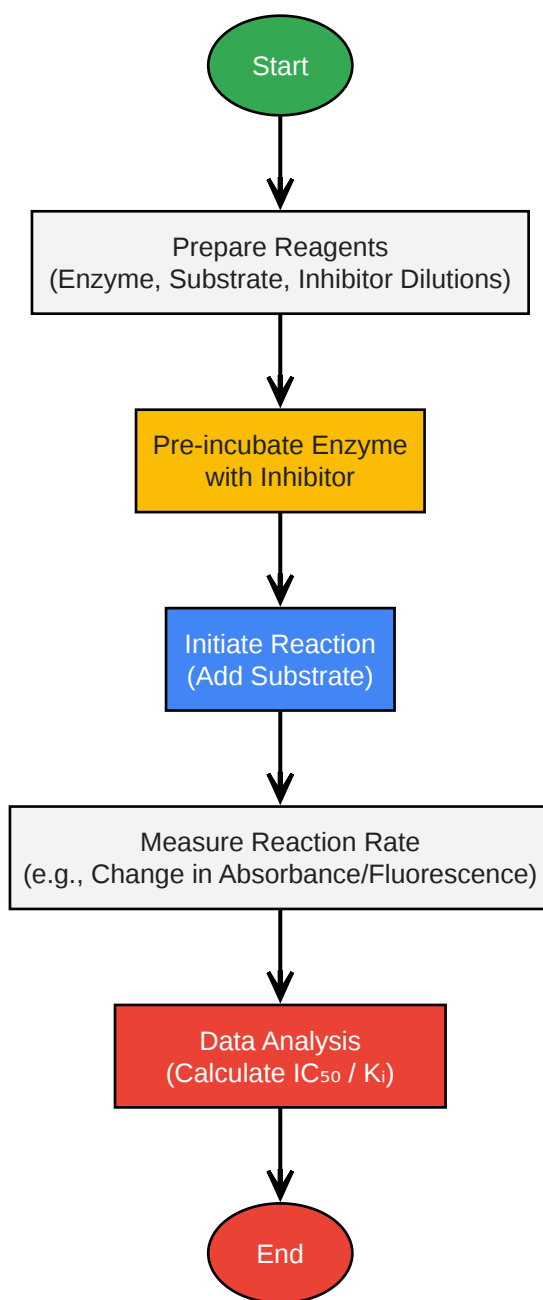 Start
Prepare Reagents
(Enzyme, Substrate, Inhibitor Dilutions)
Pre-incubate Enzyme
with Inhibitor
Initiate Reaction
(Add Substrate)
Measure Reaction Rate
(e.g., Change in Absorbance/Fluorescence)
Data Analysis
(Calculate IC₅₀ / Kᵢ)
End